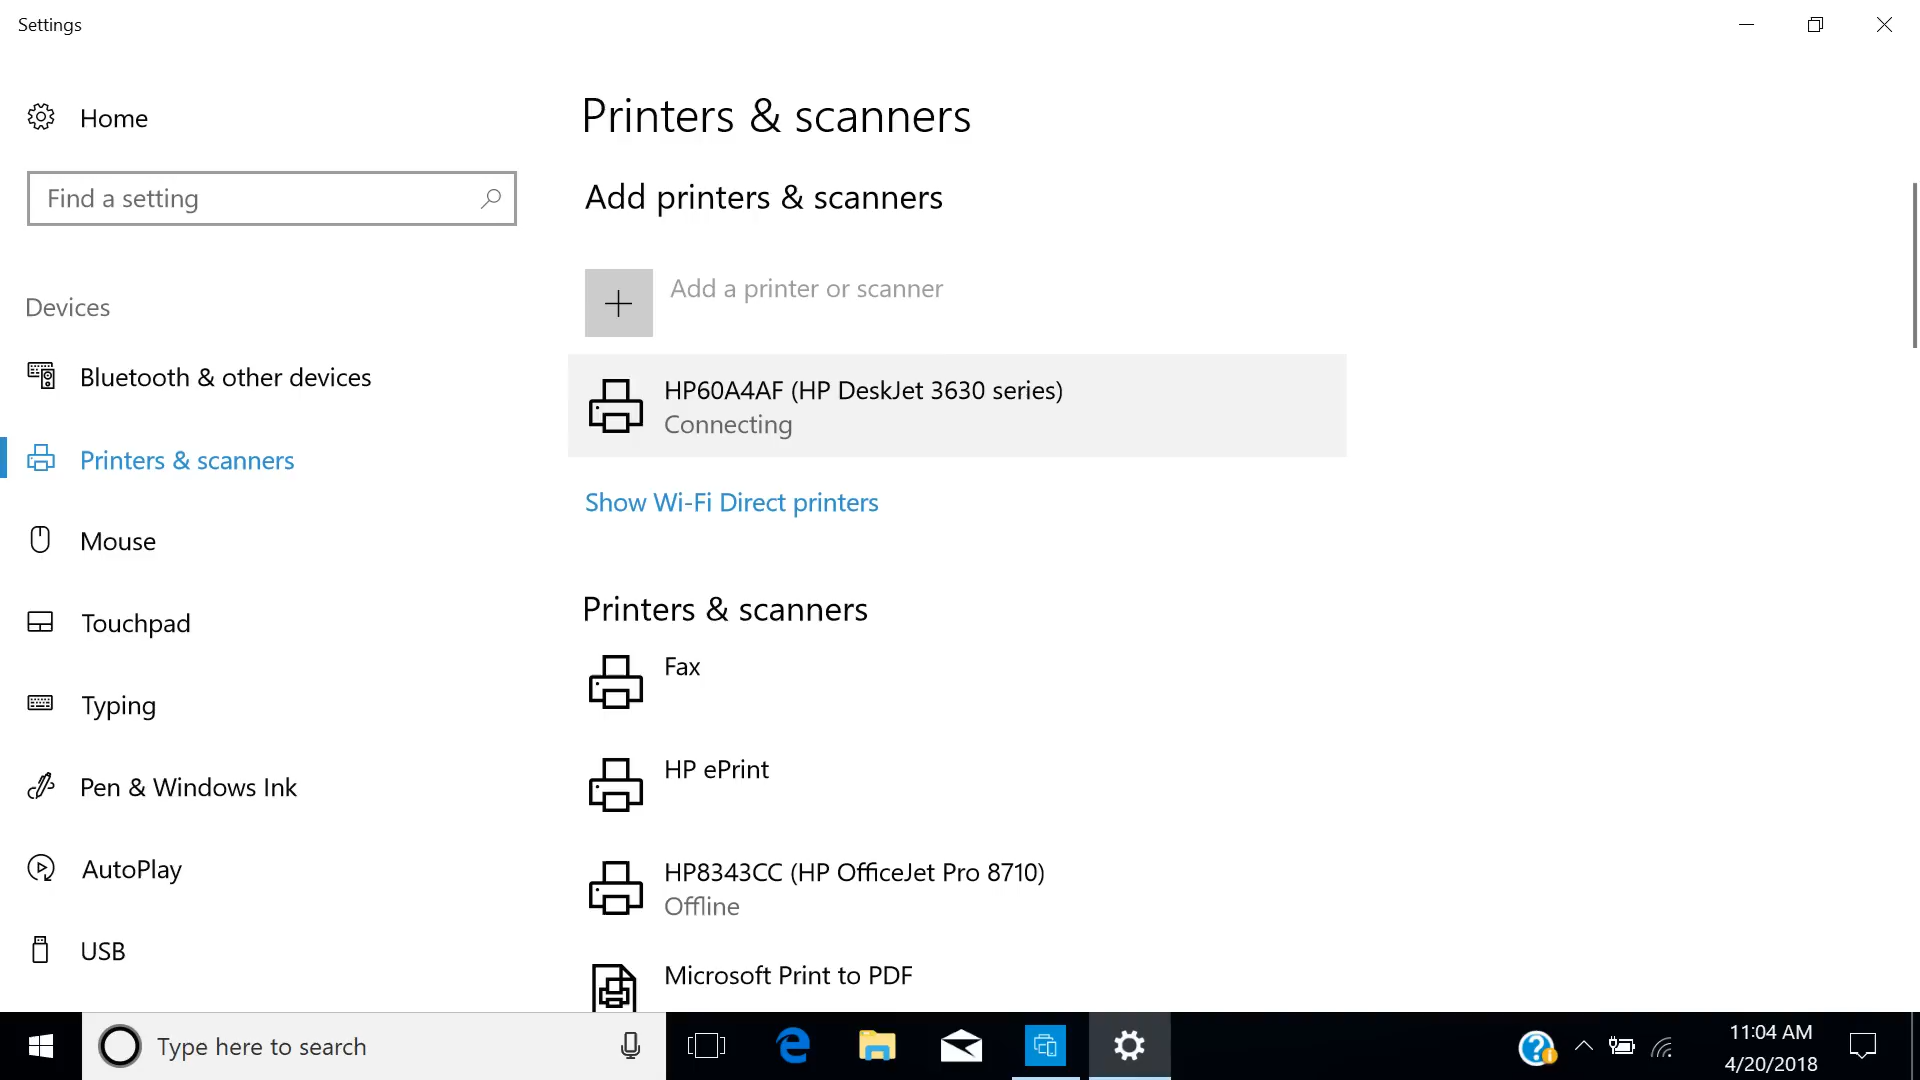 Settings
Home
Find a setting
Devices
Bluetooth & other devices
Printers & scanners
Mouse
Touchpad
Typing
Pen & Windows Ink
AutoPlay
USB
Printers & scanners
Add printers & scanners
Add a printer or scanner
HP60A4AF (HP DeskJet 3630 series)
Connecting
Show Wi-Fi Direct printers
Printers & scanners
Fax
HP ePrint
HP8343CC (HP OfficeJet Pro 8710)
Offline
Microsoft Print to PDF
Type here to search
11:04 AM
4/20/2018